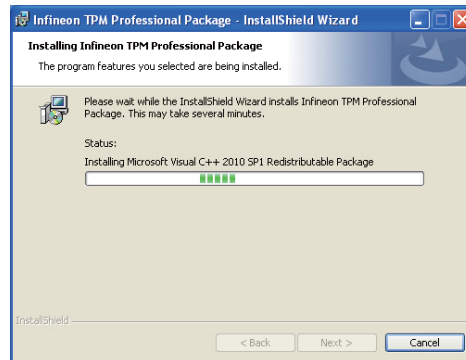 Infineon TPM Professional Package - InstallShield Wizard
Installing Infineon TPM Professional Package
The program features you selected are being installed.
Please wait while the InstallShield Wizard installs Infineon TPM Professional
Package. This may take several minutes.
Status:
Installing Microsoft Visual C++ 2010 SP1 Redistributable Package
InstallShield
< Back
Next >
Cancel